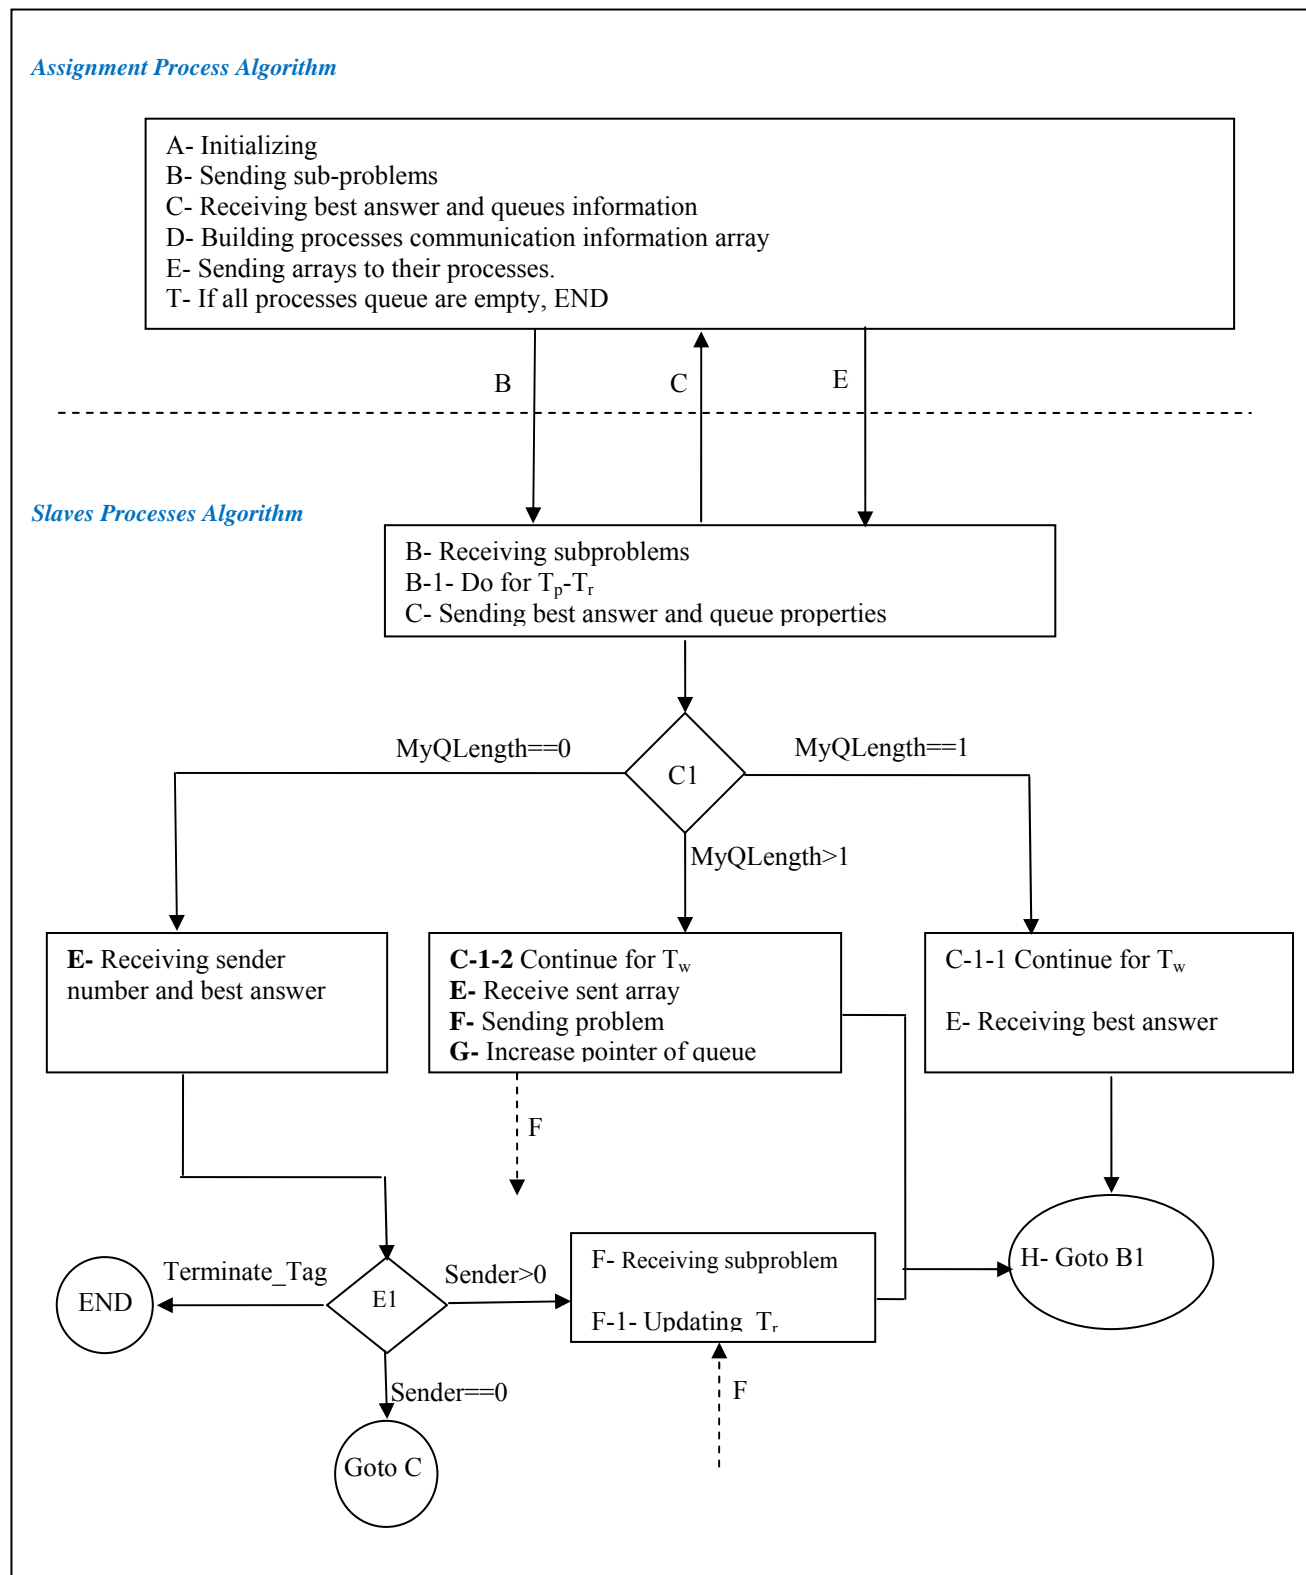 Assignment Process Algorithm
A- Initializing
B- Sending sub-problems
C- Receiving best answer and queues information
D- Building processes communication information array
E- Sending arrays to their processes.
T- If all processes queue are empty, END
B
C
E
Slaves Processes Algorithm
B- Receiving subproblems
B-1- Do for Tp-Tr
C- Sending best answer and queue properties
MyQLength==0
MyQLength==1
C1
MyQLength>1
E- Receiving sender
number and best answer
C-1-2 Continue for Tw
E- Receive sent array
F- Sending problem
G- Increase pointer of queue
C-1-1 Continue for Tw
E- Receiving best answer
F
Terminate_Tag
END
E1
Sender>0
F- Receiving subproblem
F-1- Updating Tr
H- Goto B1
Sender==0
F
Goto C